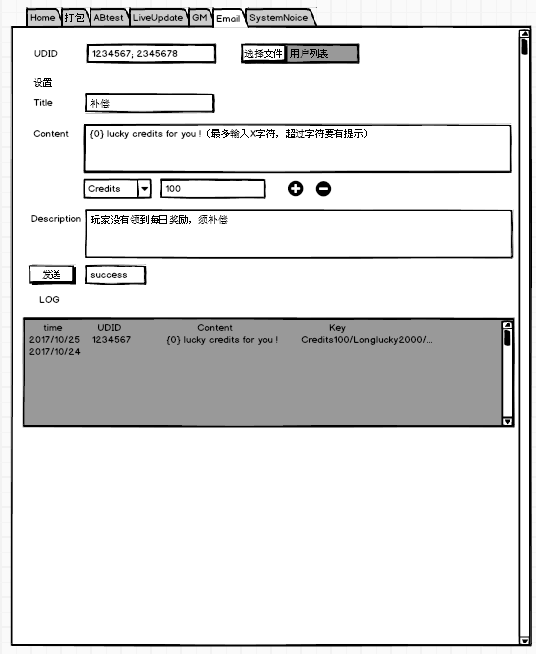 Home 打包 ABtest LiveUpdate GM Email SystemNoice
UDID 1234567; 2345678 选择文件 用户列表
设置
Title 补偿
Content {0} lucky credits for you !（最多输入X字符，超过字符要有提示）
Credits 100
Description 玩家没有领到每日奖励，须补偿
发送 success
LOG
time UDID Content Key
2017/10/25 1234567 {0} lucky credits for you ! Credits100/Longlucky2000/...
2017/10/24